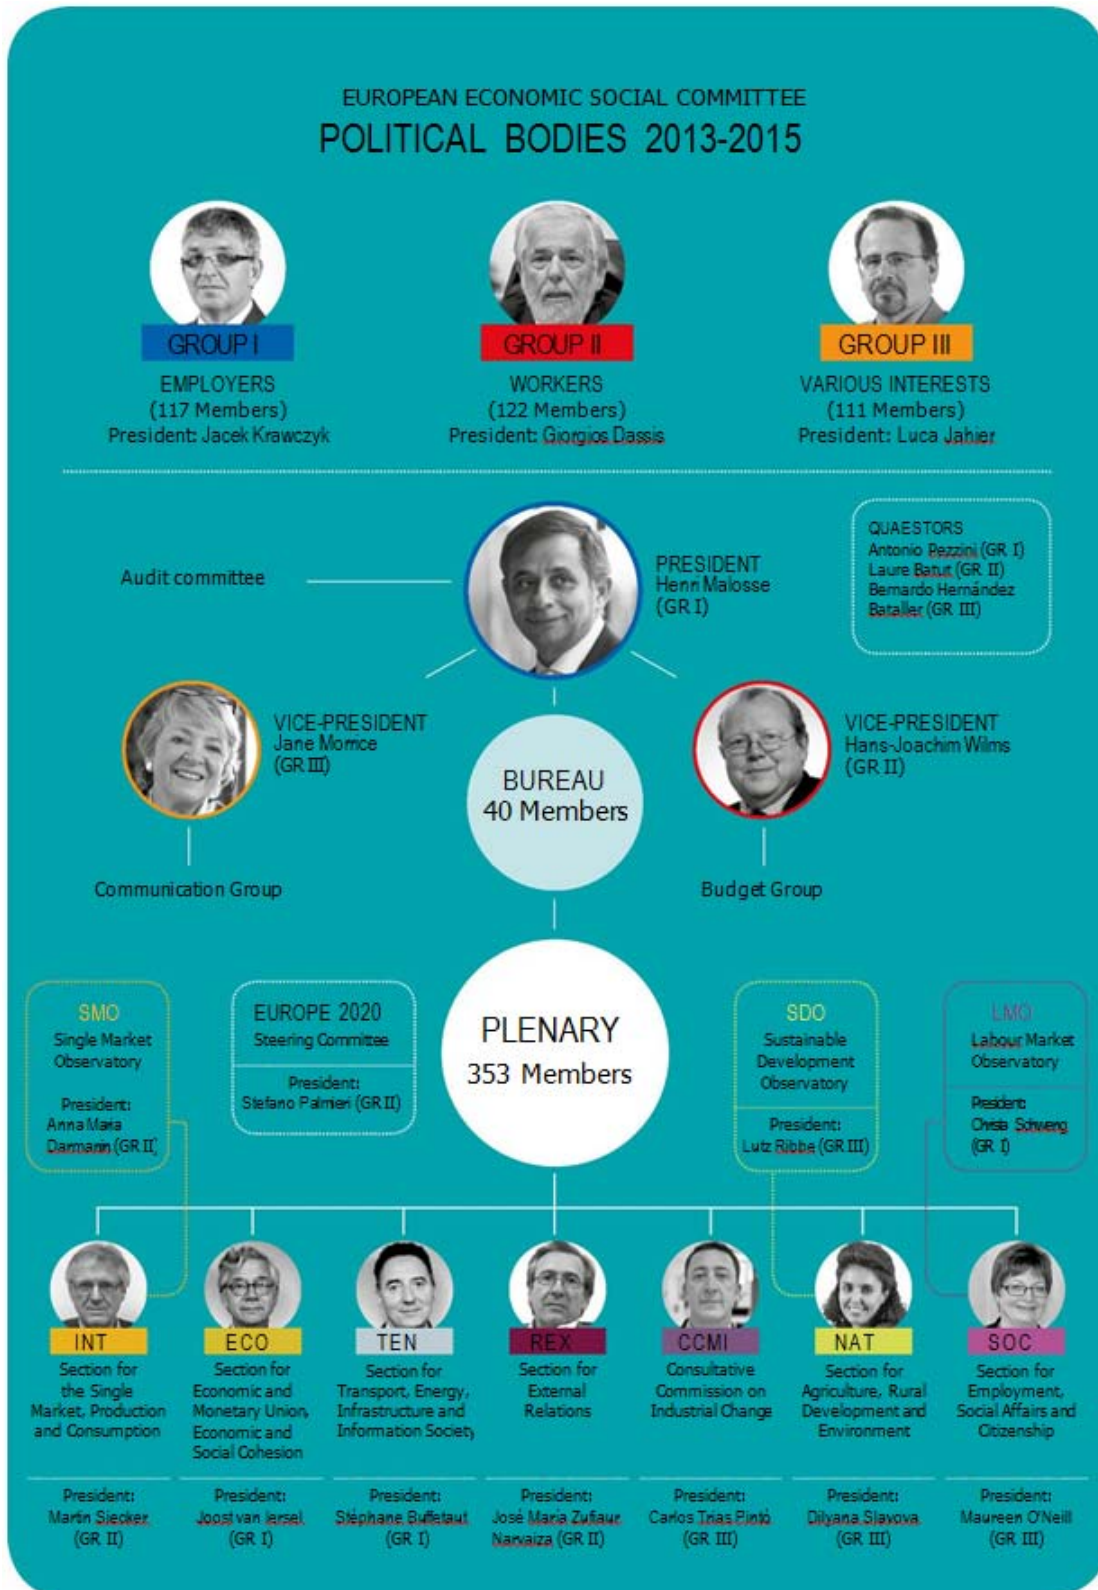 EUROPEAN ECONOMIC SOCIAL COMMITTEE
POLITICAL BODIES 2013-2015
GROUP I
EMPLOYERS
(117 Members)
President: Jacek Krawczyk
GROUP II
WORKERS
(122 Members)
President: Giorgios Dassis
GROUP III
VARIOUS INTERESTS
(111 Members)
President: Luca Jahier
Audit committee
PRESIDENT
Henri Malosse
(GR I)
QUAESTORS
Antonio Pezzini (GR I)
Laure Batut (GR II)
Bernardo Hernández
Bataller (GR III)
VICE-PRESIDENT
Jane Morrice
(GR III)
BUREAU
40 Members
VICE-PRESIDENT
Hans-Joachim Wilms
(GR II)
Communication Group
Budget Group
SMO
Single Market
Observatory
President:
Anna Maria
Darmanin (GR II)
EUROPE 2020
Steering Committee
President:
Stefano Palmieri (GR II)
PLENARY
353 Members
SDO
Sustainable
Development
Observatory
President:
Lutz Ribbe (GR III)
LMO
Labour Market
Observatory
President:
Christa Schweng
(GR I)
INT
Section for
the Single
Market, Production
and Consumption
President:
Martin Siecker
(GR II)
ECO
Section for
Economic and
Monetary Union,
Economic and
Social Cohesion
President:
Joost van Iersel
(GR I)
TEN
Section for
Transport, Energy,
Infrastructure and
Information Society
President:
Stéphane Buffetaut
(GR I)
REX
Section for
External
Relations
President:
José María Zufiaur
Narvaiza (GR II)
CCMI
Consultative
Commission on
Industrial Change
President:
Carlos Trias Pintó
(GR III)
NAT
Section for
Agriculture, Rural
Development and
Environment
President:
Dilyana Slavova
(GR III)
SOC
Section for
Employment,
Social Affairs and
Citizenship
President:
Maureen O'Neill
(GR III)